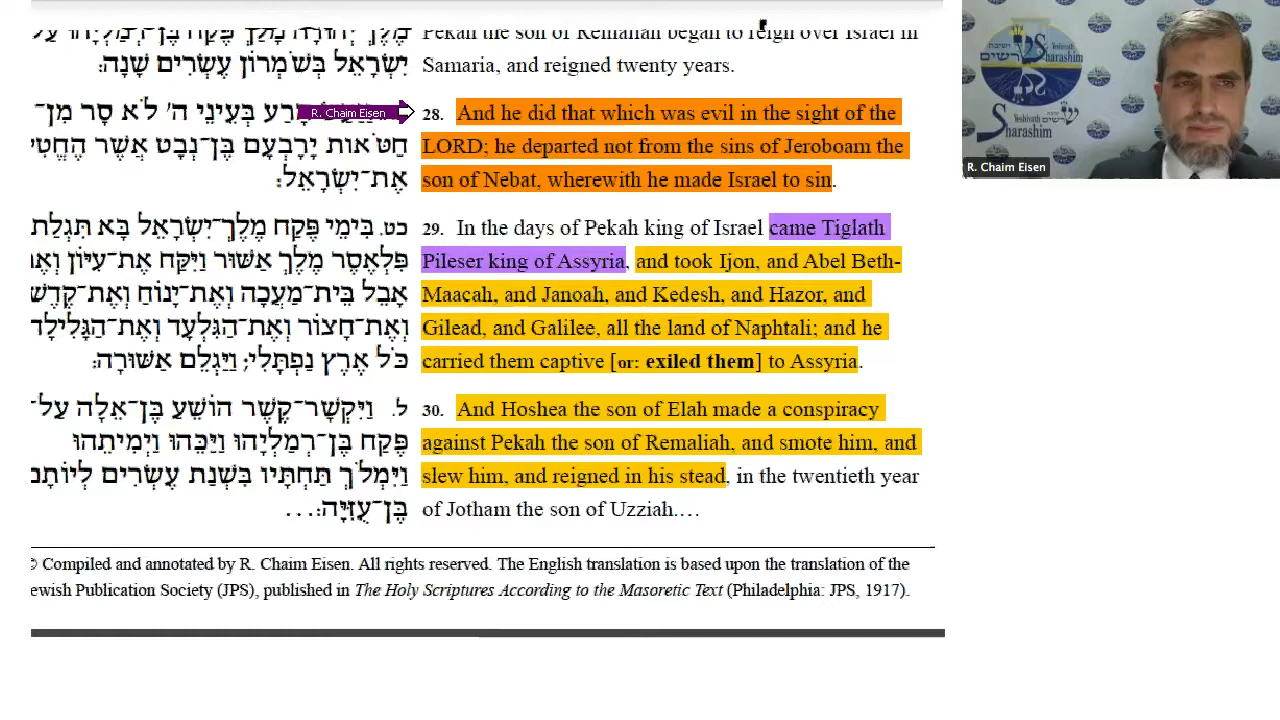 מֶלֶךְ יְהוּדָה מָלַךְ פֶּקַח בֶּן־רְמַלְיָהוּ עַל־
יִשְׂרָאֵל בְּשֹׁמְרוֹן עֶשְׂרִים שָׁנָה:
הָרַע בְּעֵינֵי ה' לֹא סָר מִן־
חַטֹּאות יָרָבְעָם בֶּן־נְבָט אֲשֶׁר הֶחֱטִי
אֶת־יִשְׂרָאֵל:
כט. בִּימֵי פֶּקַח מֶלֶךְ־יִשְׂרָאֵל בָּא תִּגְלַת
פִּלְאֶסֶר מֶלֶךְ אַשּׁוּר וַיִּקַּח אֶת־עִיּוֹן וְאֶ
אָבֵל בֵּית־מַעֲכָה וְאֶת־יָנוֹחַ וְאֶת־קֶדֶשׁ
וְאֶת־חָצוֹר וְאֶת־הַגִּלְעָד וְאֶת־הַגָּלִילָ
כֹּל אֶרֶץ נַפְתָּלִי; וַיַּגְלֵם אַשּׁוּרָה:
ל. וַיִּקְשָׁר־קֶשֶׁר הוֹשֵׁעַ בֶּן־אֵלָה עַל־
פֶּקַח בֶּן־רְמַלְיָהוּ וַיַּכֵּהוּ וַיְמִיתֵהוּ
וַיִּמְלֹךְ תַּחְתָּיו בִּשְׁנַת עֶשְׂרִים לְיוֹתָ
בֶּן־עֻזִּיָּה:...
Pekah the son of Remaliah began to reign over Israel in
Samaria, and reigned twenty years.
R. Chaim Eisen
28. And he did that which was evil in the sight of the
LORD; he departed not from the sins of Jeroboam the
son of Nebat, wherewith he made Israel to sin.
29. In the days of Pekah king of Israel came Tiglath
Pileser king of Assyria, and took Ijon, and Abel Beth-
Maacah, and Janoah, and Kedesh, and Hazor, and
Gilead, and Galilee, all the land of Naphtali; and he
carried them captive [or: exiled them] to Assyria.
30. And Hoshea the son of Elah made a conspiracy
against Pekah the son of Remaliah, and smote him, and
slew him, and reigned in his stead, in the twentieth year
of Jotham the son of Uzziah.…
© Compiled and annotated by R. Chaim Eisen. All rights reserved. The English translation is based upon the translation of the
ewish Publication Society (JPS), published in The Holy Scriptures According to the Masoretic Text (Philadelphia: JPS, 1917).
Yeshivath
Sharashim
R. Chaim Eisen